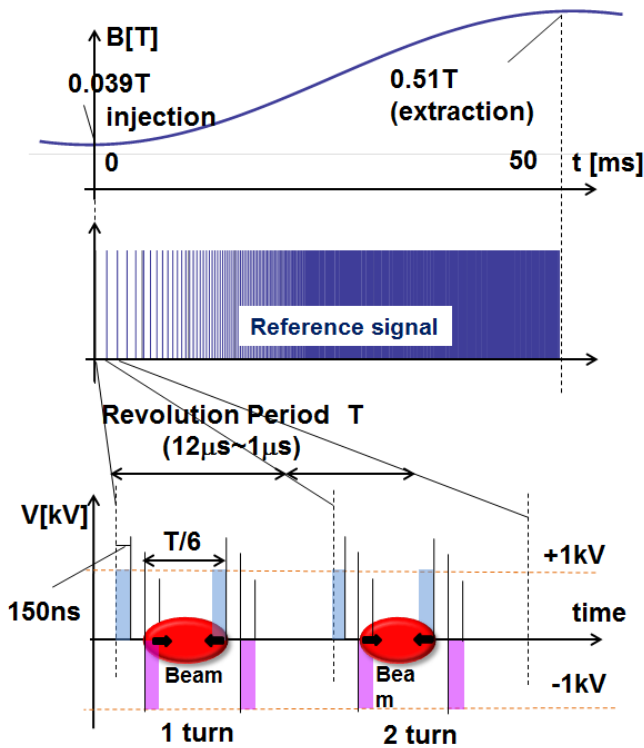 B[T]
0.039T
injection
0.51T
(extraction)
0
50
t [ms]
Reference signal
Revolution Period T
(12μs~1μs)
V[kV]
T/6
+1kV
150ns
time
Beam
Bea
m
-1kV
1 turn
2 turn